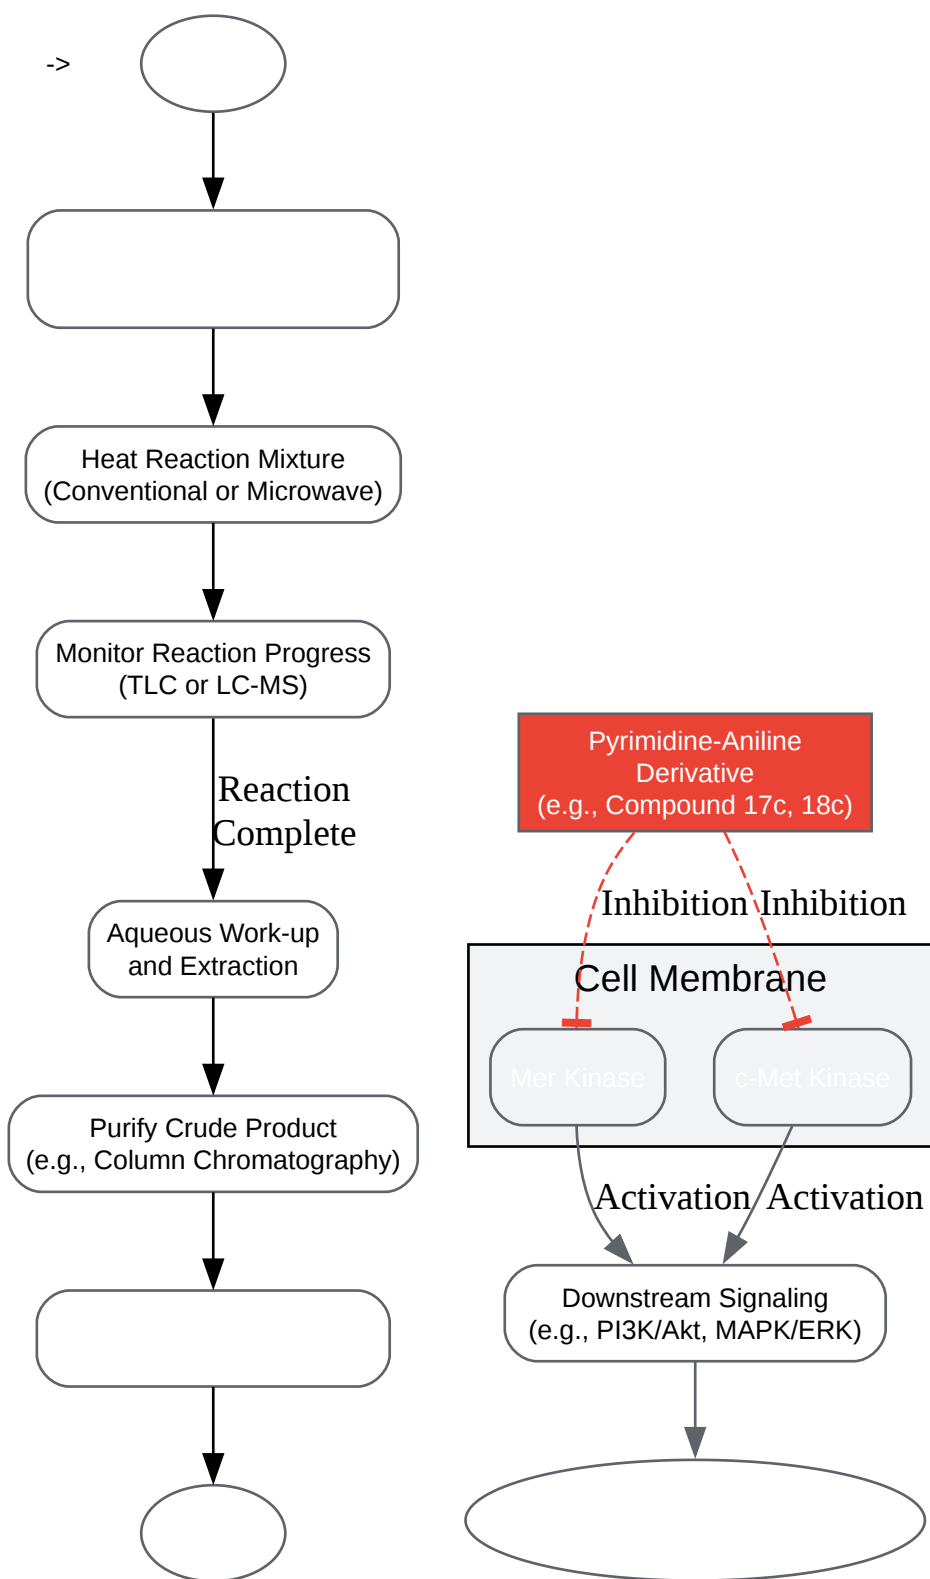 ->
Heat Reaction Mixture
(Conventional or Microwave)
Monitor Reaction Progress
(TLC or LC-MS)
Reaction
Complete
Aqueous Work-up
and Extraction
Purify Crude Product
(e.g., Column Chromatography)
Pyrimidine-Aniline
Derivative
(e.g., Compound 17c, 18c)
Inhibition
Inhibition
Cell Membrane
Mer Kinase
c-Met Kinase
Activation
Activation
Downstream Signaling
(e.g., PI3K/Akt, MAPK/ERK)